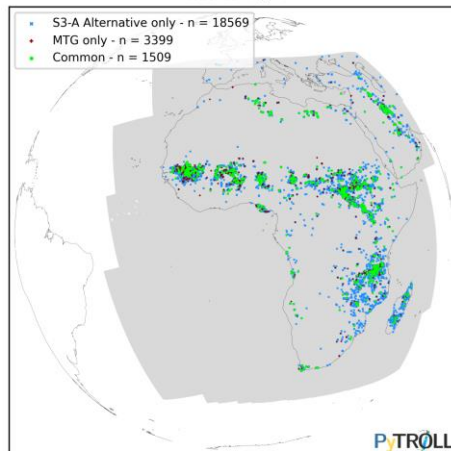 S3-A Alternative only - n = 18569
MTG only - n = 3399
Common - n = 1509
PyTROLL